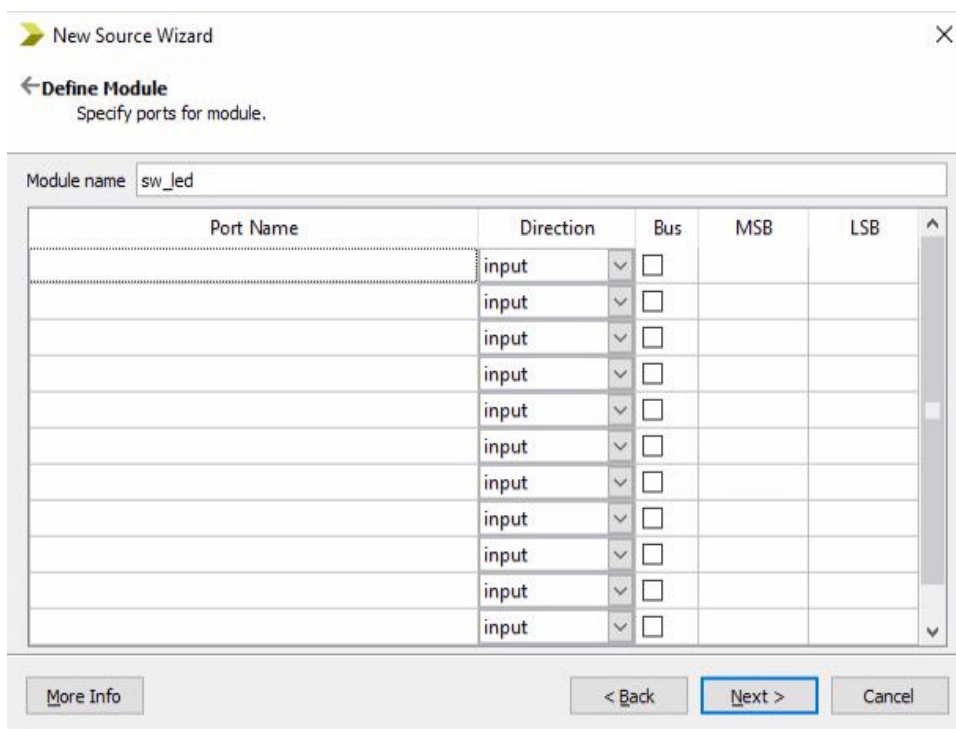 New Source Wizard
Define Module
Specify ports for module.
Module name sw_led
Port Name Direction Bus MSB LSB
input
input
input
input
input
input
input
input
input
input
input
More Info < Back Next > Cancel